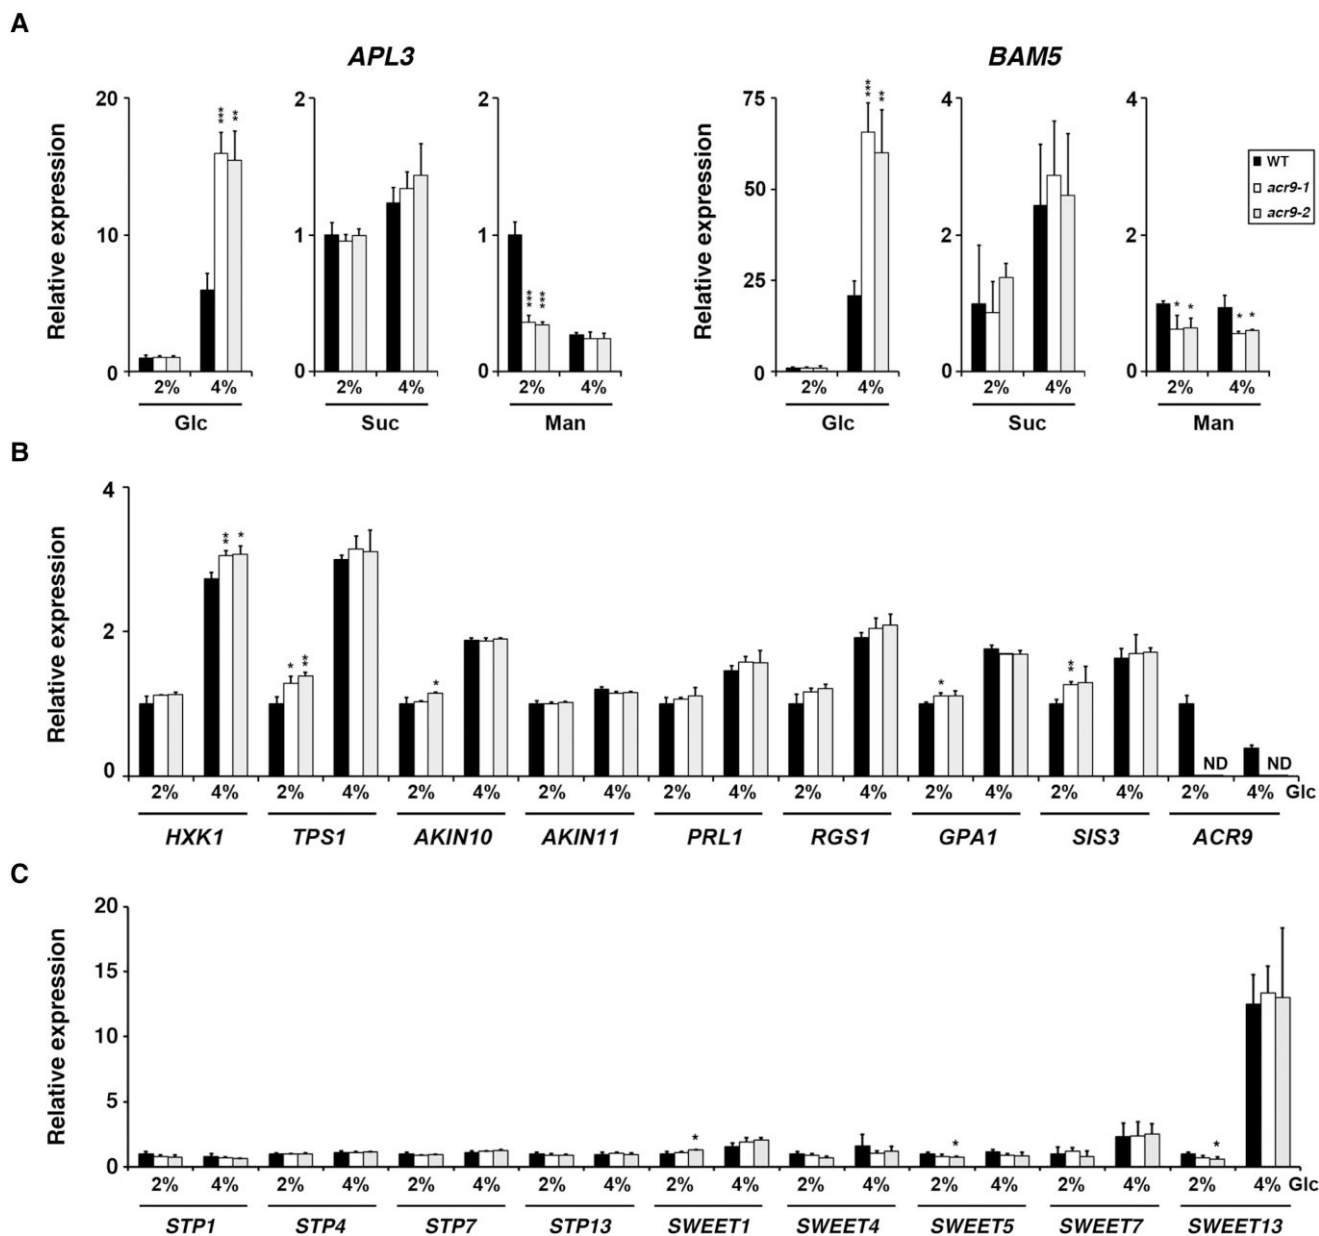 A
APL3 BAM5
Relative expression
20
10
0
*** **
2% 4%
Glc
2
1
0
2% 4%
Suc
2
1
0
*** ***
2% 4%
Man
Relative expression
75
50
25
0
*** **
2% 4%
Glc
4
2
0
2% 4%
Suc
4
2
0
* * * *
2% 4%
Man
WT
acr9-1
acr9-2
B
Relative expression
4
2
0
** * * ** * * ** ND ND
2% 4% 2% 4% 2% 4% 2% 4% 2% 4% 2% 4% 2% 4% 2% 4% 2% 4% Glc
HXK1 TPS1 AKIN10 AKIN11 PRL1 RGS1 GPA1 SIS3 ACR9
C
Relative expression
20
15
10
5
0
* * *
2% 4% 2% 4% 2% 4% 2% 4% 2% 4% 2% 4% 2% 4% 2% 4% 2% 4% Glc
STP1 STP4 STP7 STP13 SWEET1 SWEET4 SWEET5 SWEET7 SWEET13